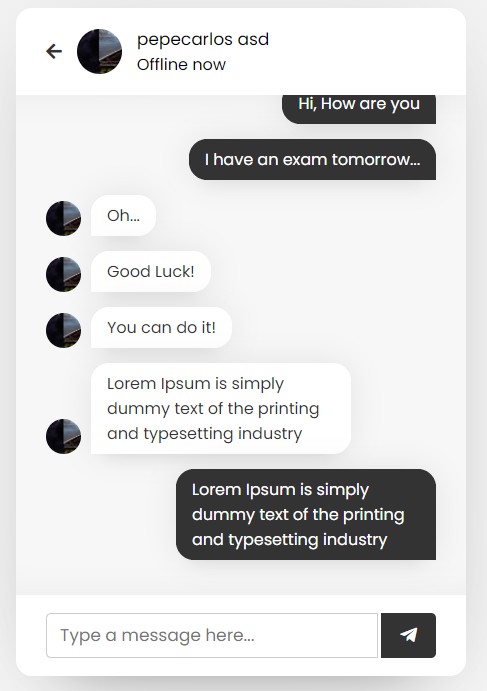 pepecarlos asd
Offline now
Hi, How are you
I have an exam tomorrow...
Oh...
Good Luck!
You can do it!
Lorem Ipsum is simply
dummy text of the printing
and typesetting industry
Lorem Ipsum is simply
dummy text of the printing
and typesetting industry
Type a message here...